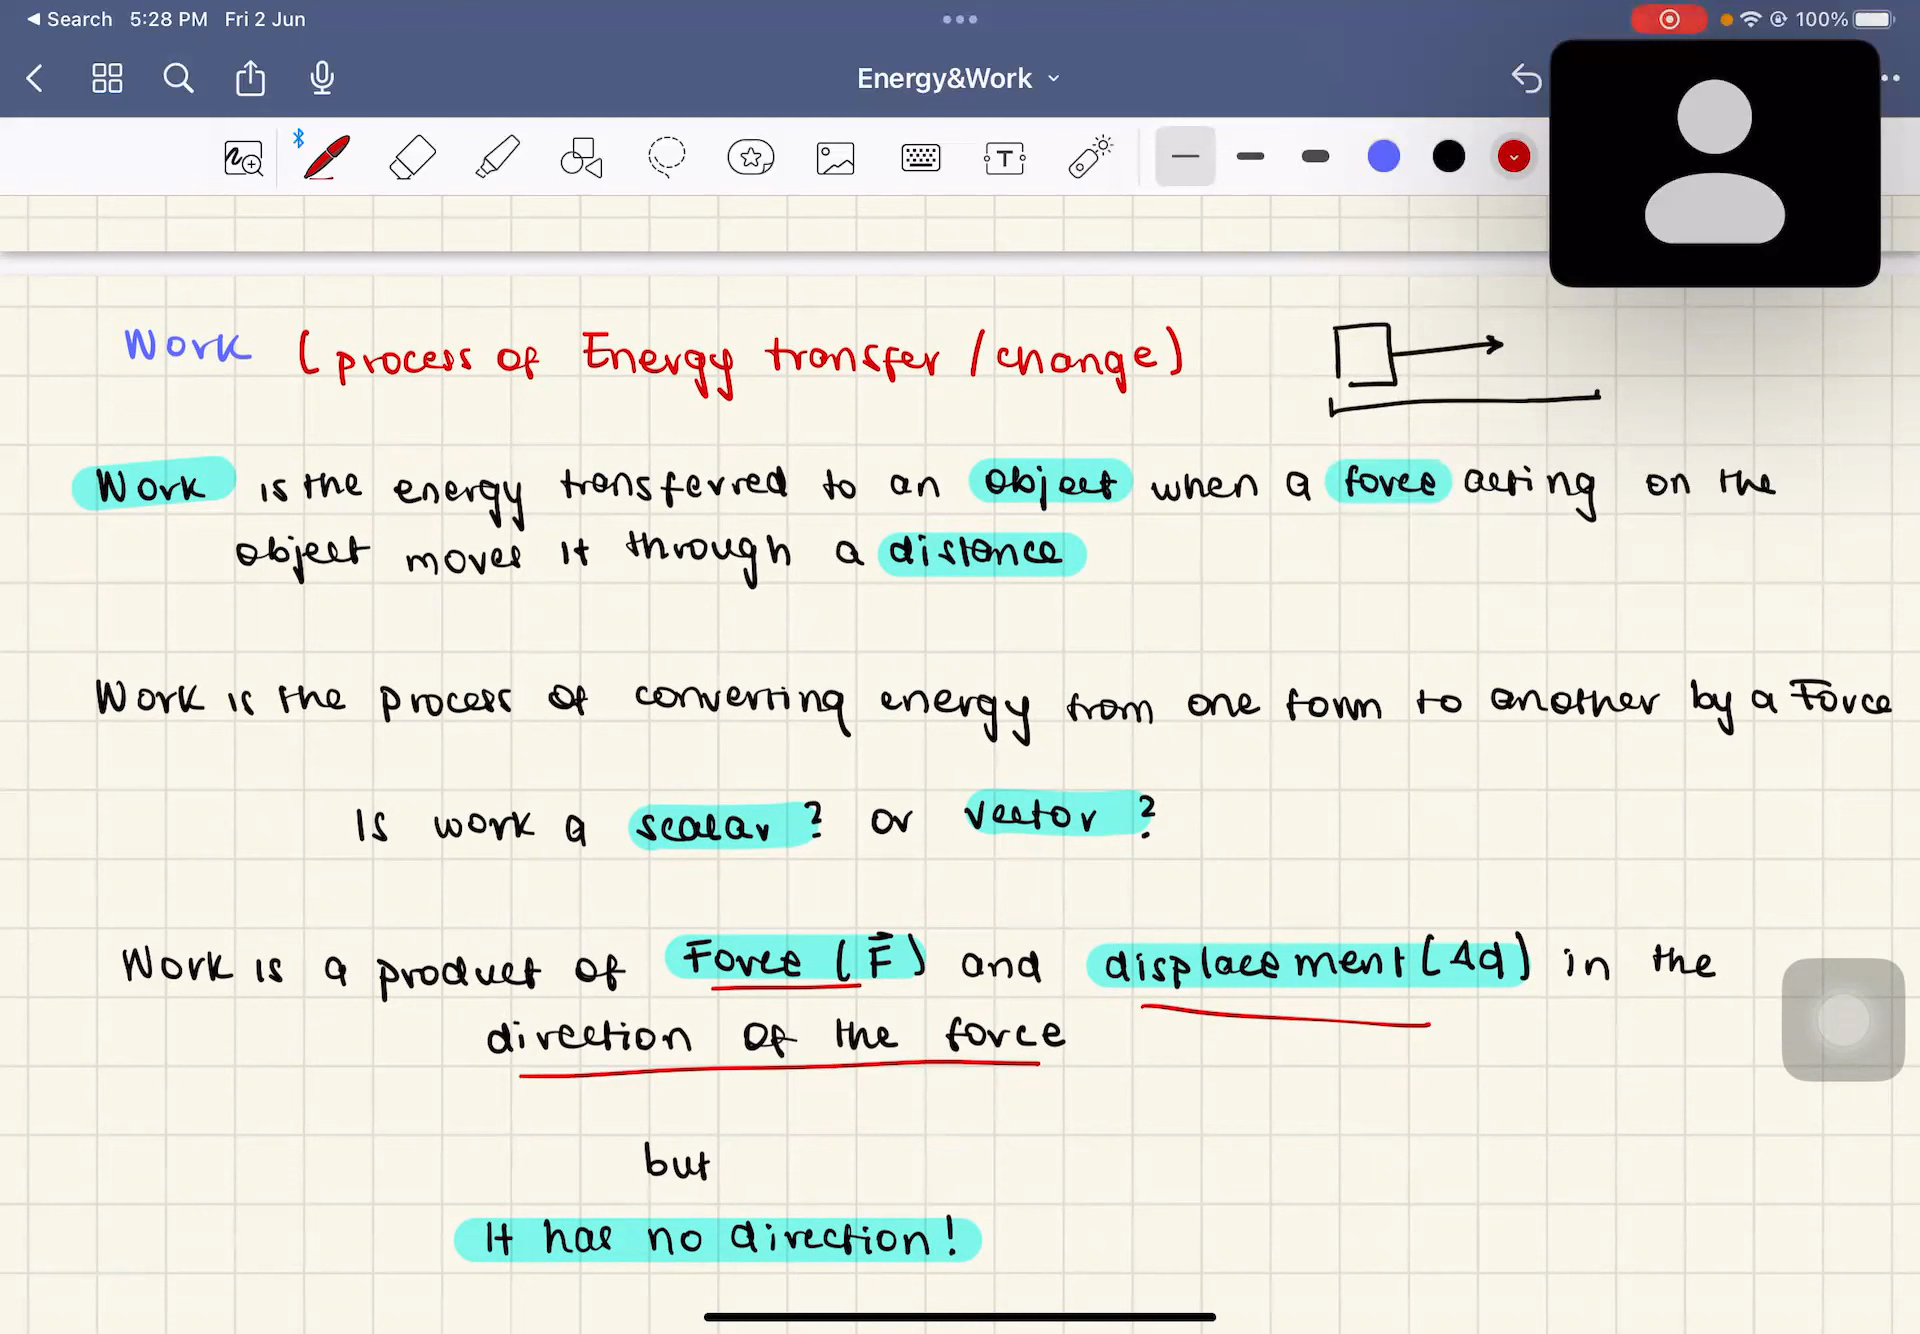 Search 5:28 PM Fri 2 Jun
100%
Energy&Work
Work (process of Energy transfer / change)
Work is the energy transferred to an object when a force acting on the
object moves it through a distance
Work is the process of converting energy from one form to another by a Force
Is work a scalar? or vector?
Work is a product of Force (F⃗) and displacement (Δd) in the
direction of the force
but
It has no direction!